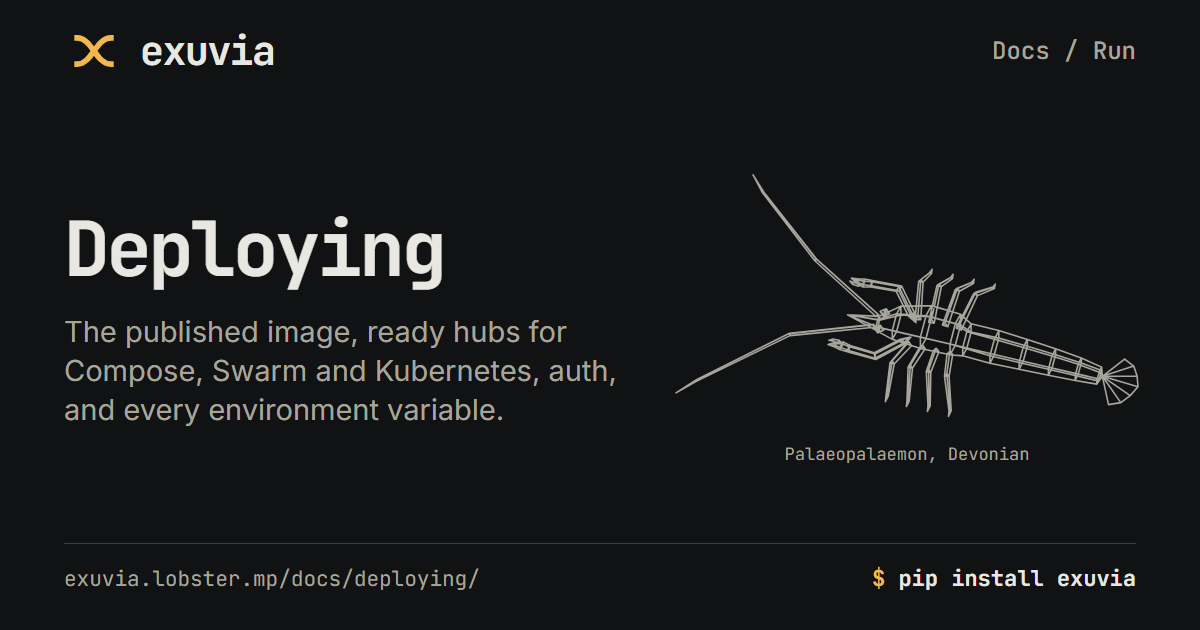 exuvia
Docs / Run
Deploying
The published image, ready hubs for
Compose, Swarm and Kubernetes, auth,
and every environment variable.
Palaeopalaemon, Devonian
exuvia.lobster.mp/docs/deploying/
$ pip install exuvia